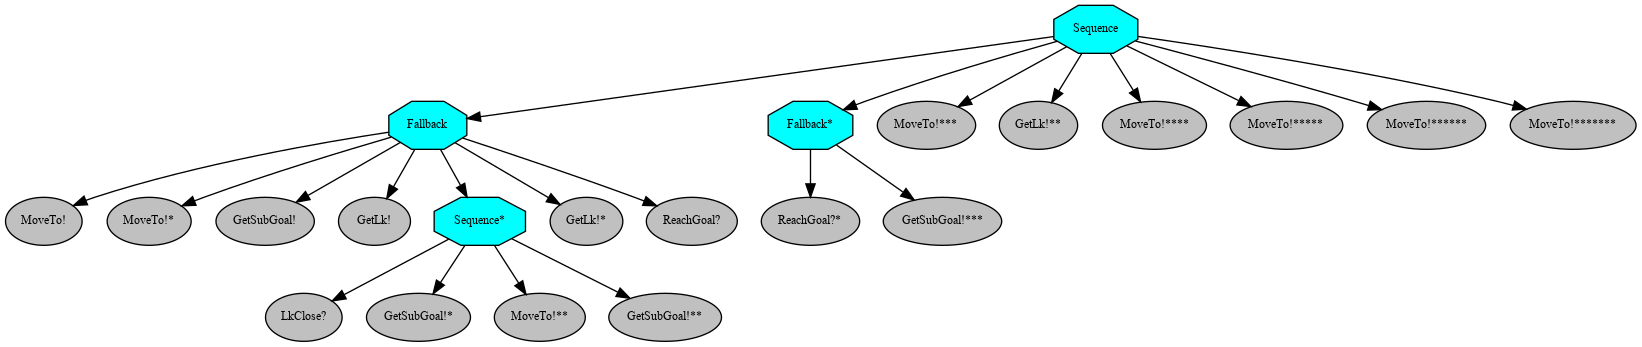 Sequence
Fallback
Fallback*
MoveTo!***
GetLk!**
MoveTo!****
MoveTo!*****
MoveTo!******
MoveTo!*******
MoveTo!
MoveTo!*
GetSubGoal!
GetLk!
Sequence*
GetLk!*
ReachGoal?
ReachGoal?*
GetSubGoal!***
LkClose?
GetSubGoal!*
MoveTo!**
GetSubGoal!**